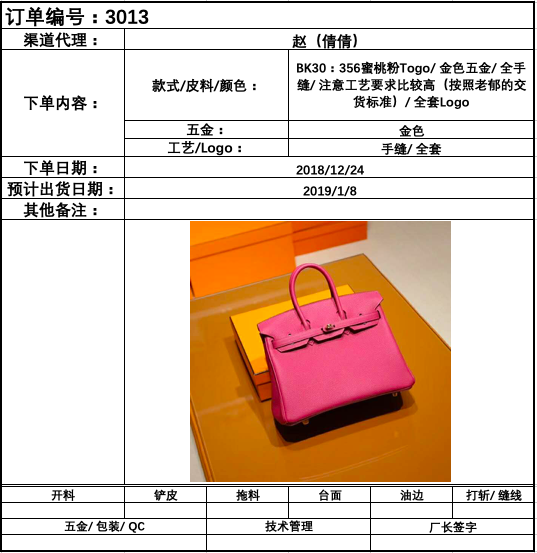 订单编号：3013
渠道代理：
赵（倩倩）
下单内容：
款式/皮料/颜色：
BK30：356蜜桃粉Togo/ 金色五金/ 全手
缝/ 注意工艺要求比较高（按照老郁的交
货标准）/ 全套Logo
五金：
金色
工艺/Logo：
手缝/ 全套
下单日期：
2018/12/24
预计出货日期：
2019/1/8
其他备注：
开料
铲皮
拖料
台面
油边
打斩/ 缝线
五金/ 包装/ QC
技术管理
厂长签字